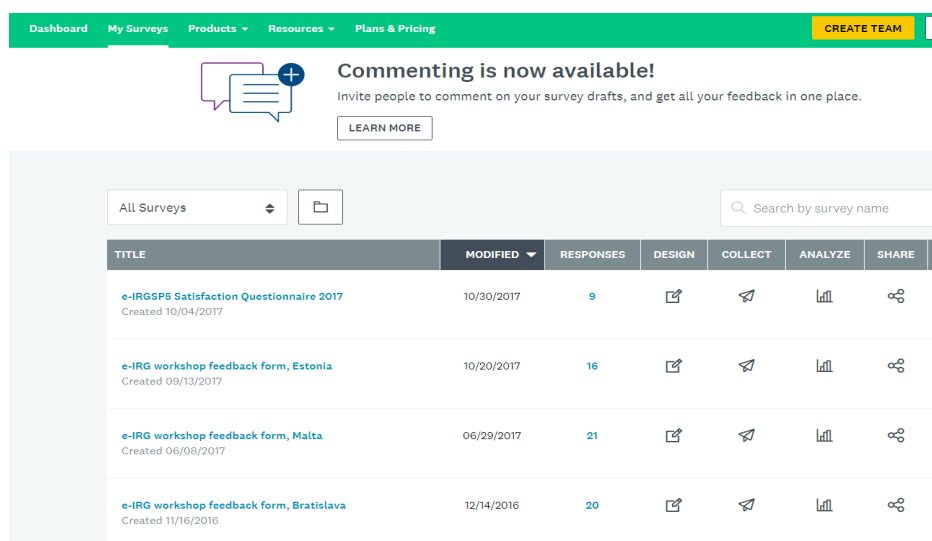 Dashboard My Surveys Products Resources Plans & Pricing CREATE TEAM
Commenting is now available!
Invite people to comment on your survey drafts, and get all your feedback in one place.
LEARN MORE
All Surveys Search by survey name
TITLE MODIFIED RESPONSES DESIGN COLLECT ANALYZE SHARE
e-IRGSP5 Satisfaction Questionnaire 2017 10/30/2017 9
Created 10/04/2017
e-IRG workshop feedback form, Estonia 10/20/2017 16
Created 09/13/2017
e-IRG workshop feedback form, Malta 06/29/2017 21
Created 06/08/2017
e-IRG workshop feedback form, Bratislava 12/14/2016 20
Created 11/16/2016